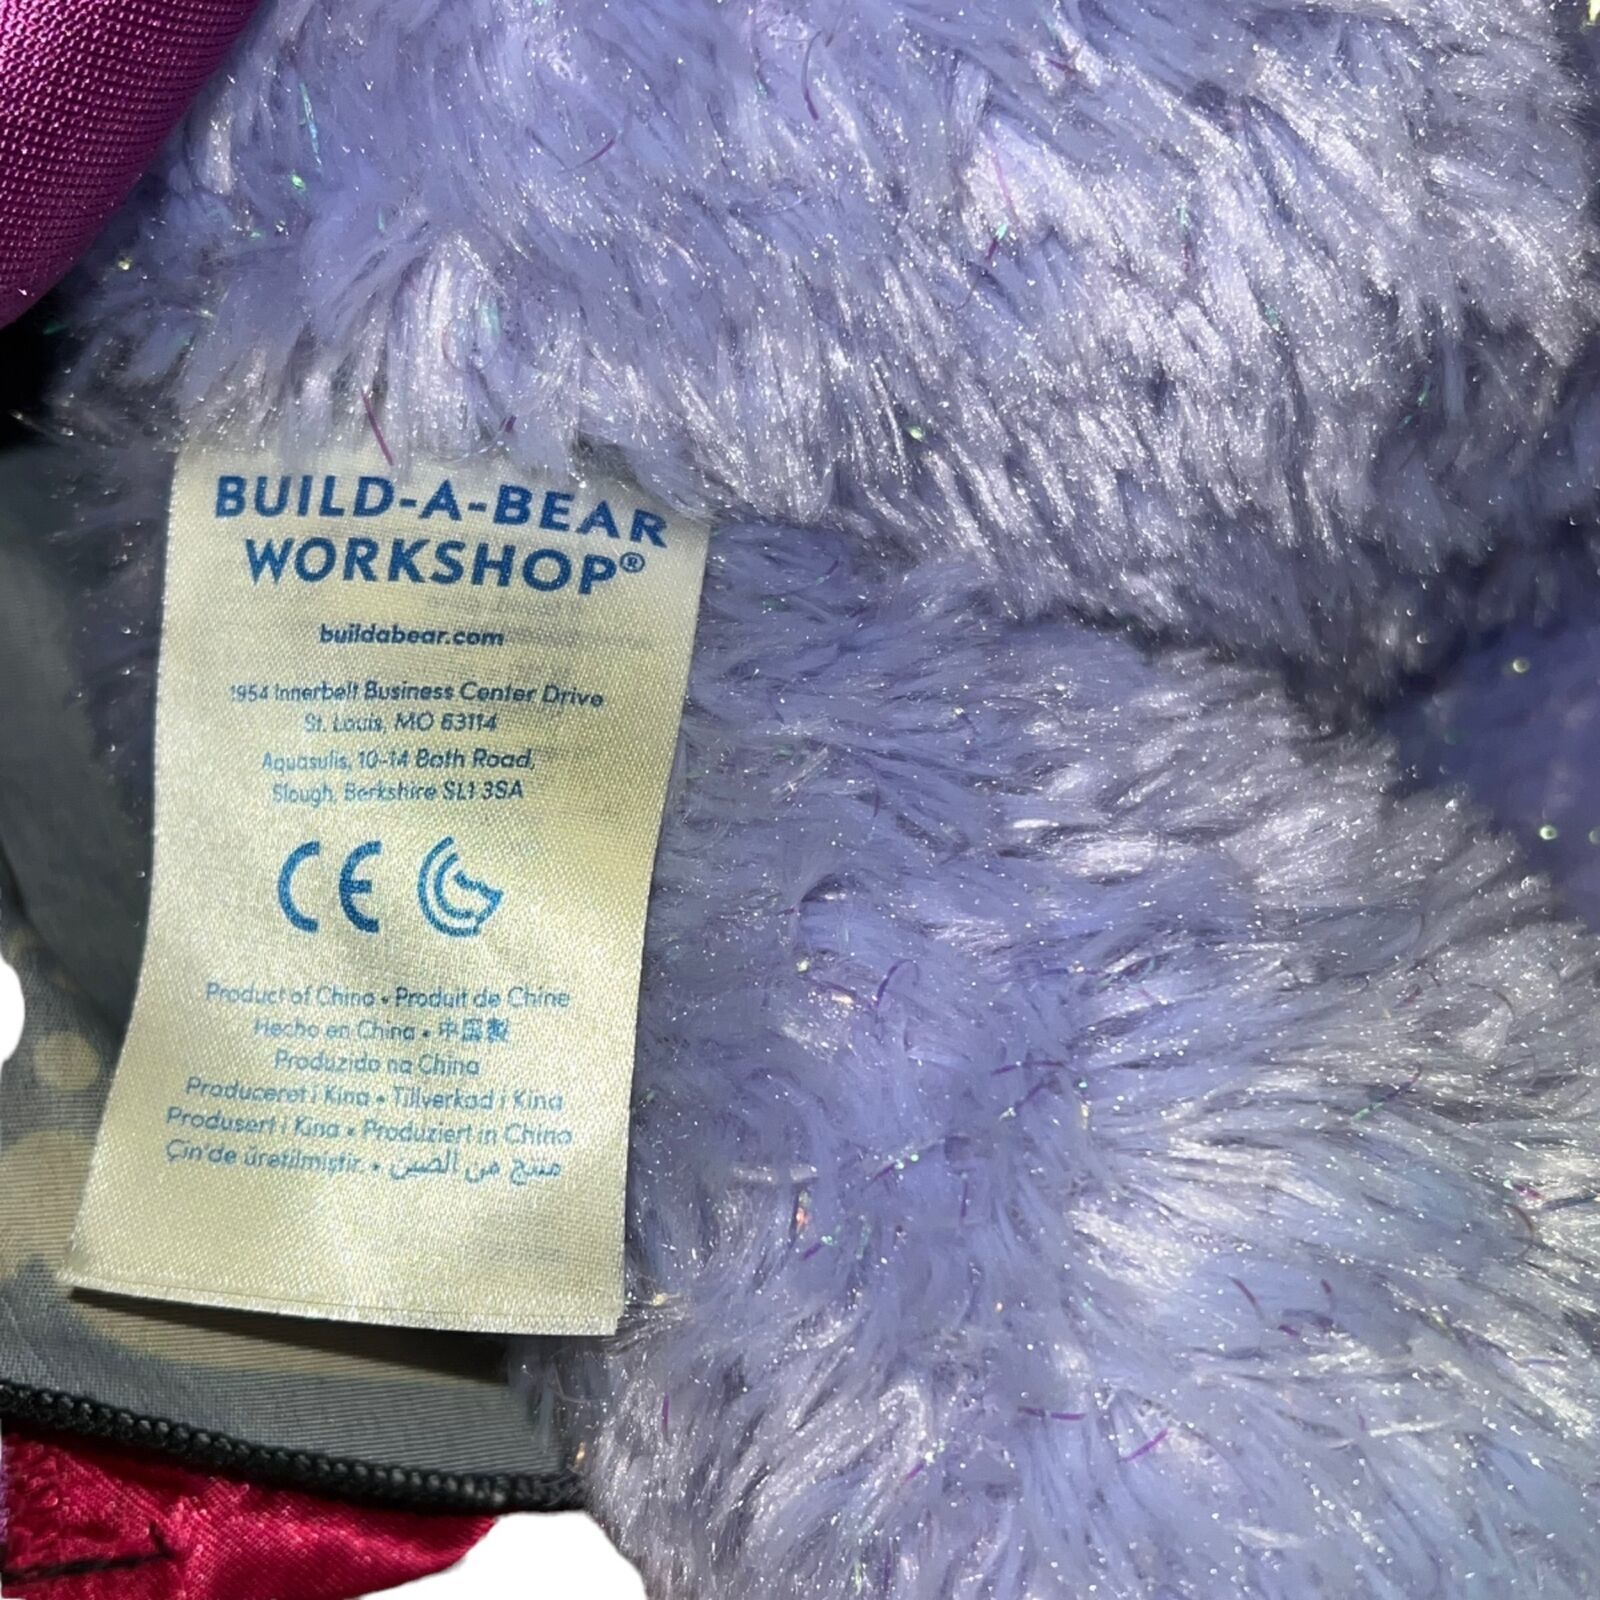 BUILD-A-BEAR
WORKSHOP®
buildabear.com
1954 Innerbelt Business Center Drive
St. Louis, MO 63114
Aquasulis, 10-14 Bath Road,
Slough, Berkshire SL1 3SA
CE
Product of China • Produit de Chine
Hecho en China • 中国製
Produzido na China
Produceret i Kina • Tillverkad i Kina
Produsert i Kina • Produziert in China
Çin'de üretilmiştir. • منتج من الصين